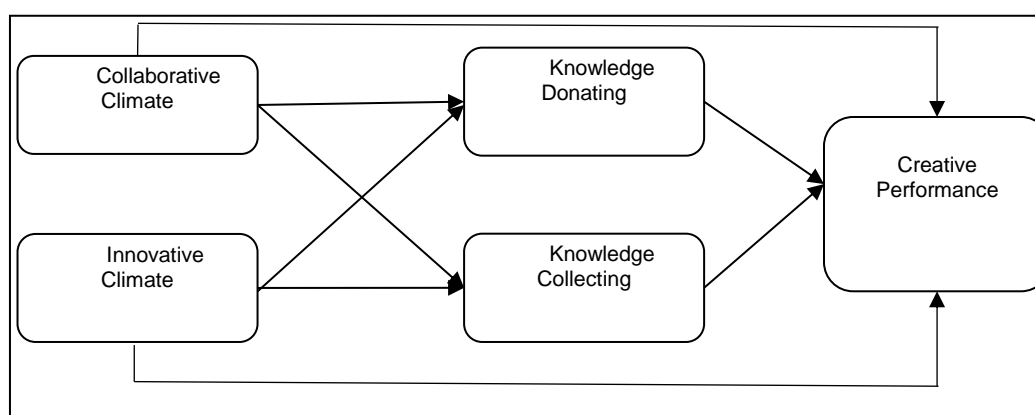 Collaborative
Climate
Knowledge
Donating
Creative
Performance
Innovative
Climate
Knowledge
Collecting